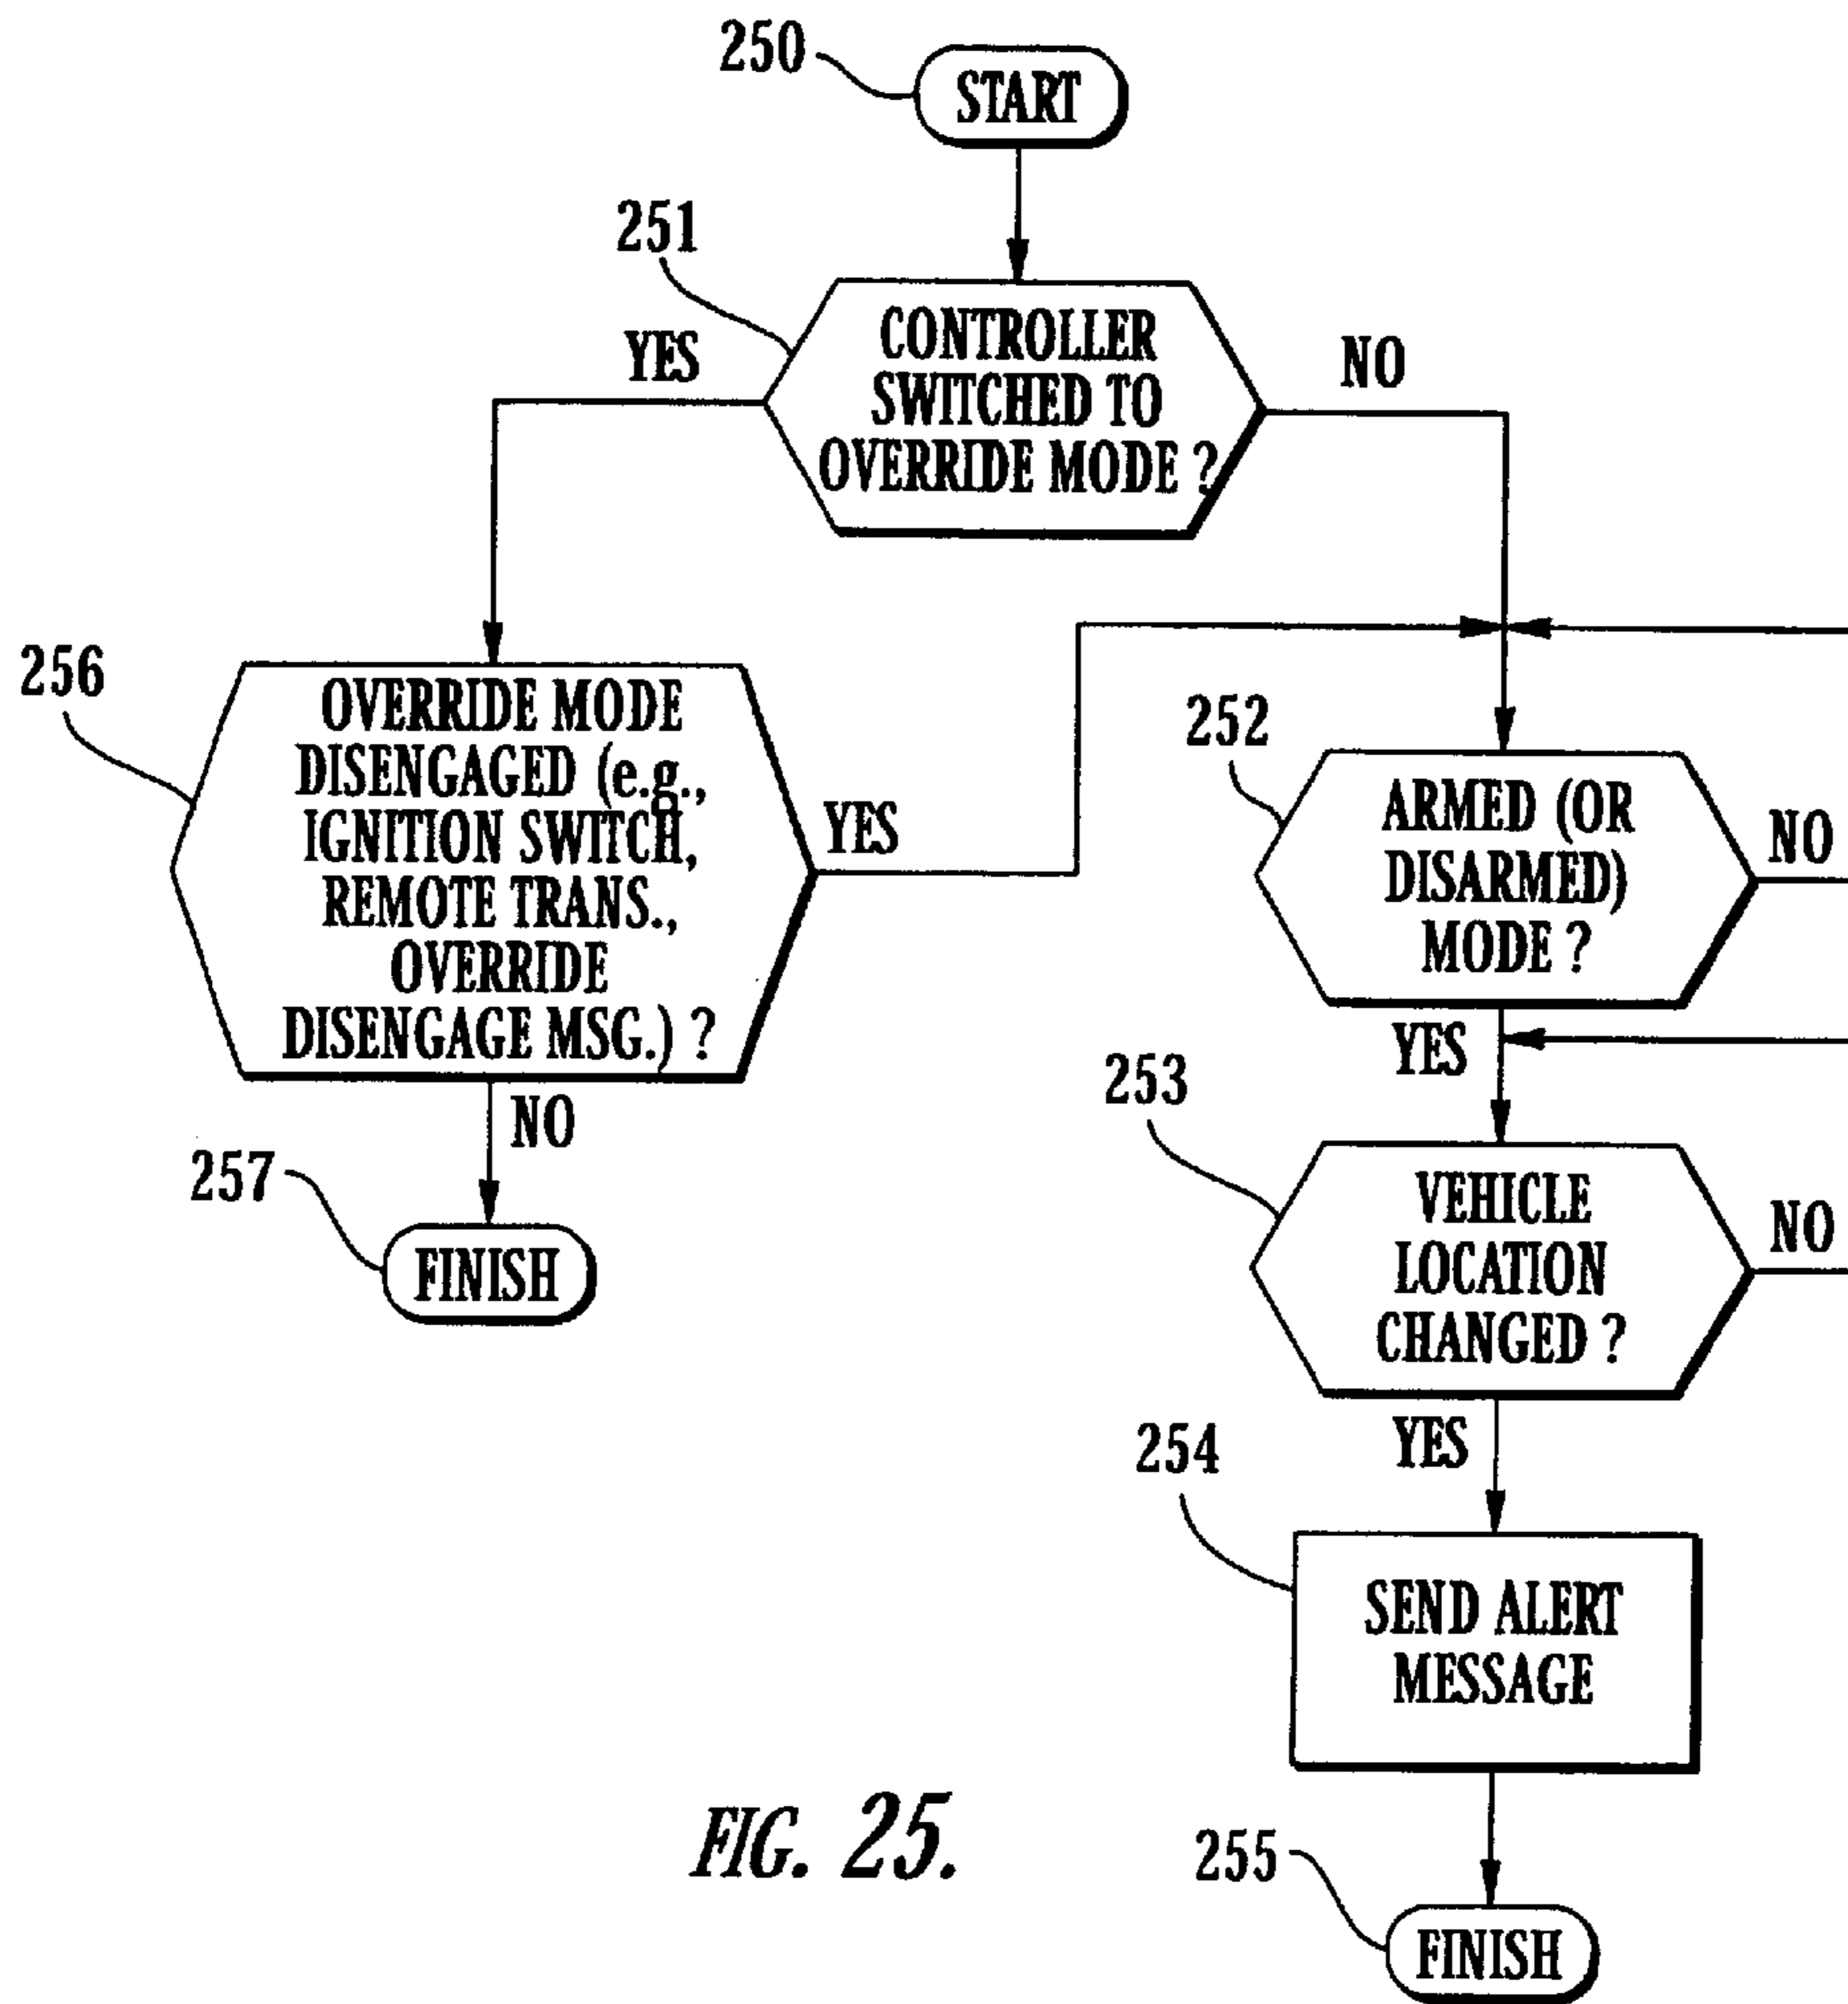 250
START
251
YES
CONTROLLER
SWITCHED TO
OVERRIDE MODE ?
NO
256
OVERRIDE MODE
DISENGAGED (e.g.,
IGNITION SWITCH,
REMOTE TRANS.,
OVERRIDE
DISENGAGE MSG.) ?
YES
NO
257
FINISH
252
ARMED (OR
DISARMED)
MODE ?
NO
YES
253
VEHICLE
LOCATION
CHANGED ?
NO
YES
254
SEND ALERT
MESSAGE
255
FINISH
FIG. 25.